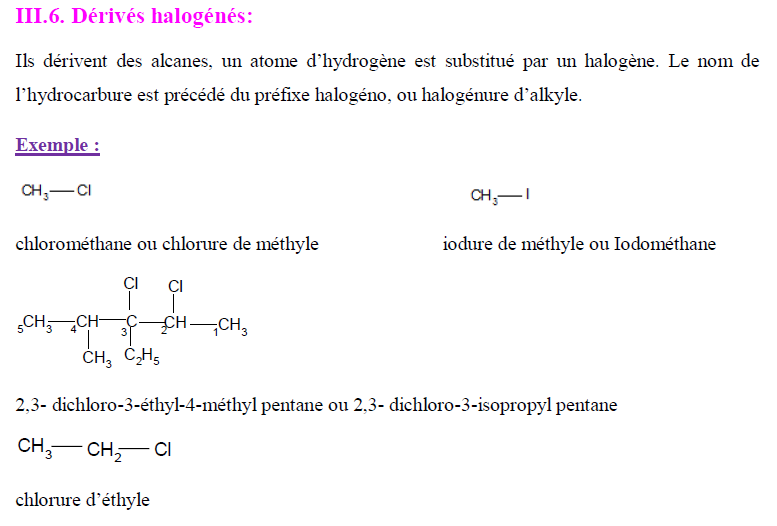 III.6. Dérivés halogénés:
Ils dérivent des alcanes, un atome d’hydrogène est substitué par un halogène. Le nom de
l’hydrocarbure est précédé du préfixe halogéno, ou halogénure d’alkyle.
Exemple :
CH3—Cl CH3—I
chlorométhane ou chlorure de méthyle iodure de méthyle ou Iodométhane
Cl Cl
5CH3—4CH—3C—2CH—1CH3
CH3 C2H5
2,3- dichloro-3-éthyl-4-méthyl pentane ou 2,3- dichloro-3-isopropyl pentane
CH3—CH2—Cl
chlorure d’éthyle